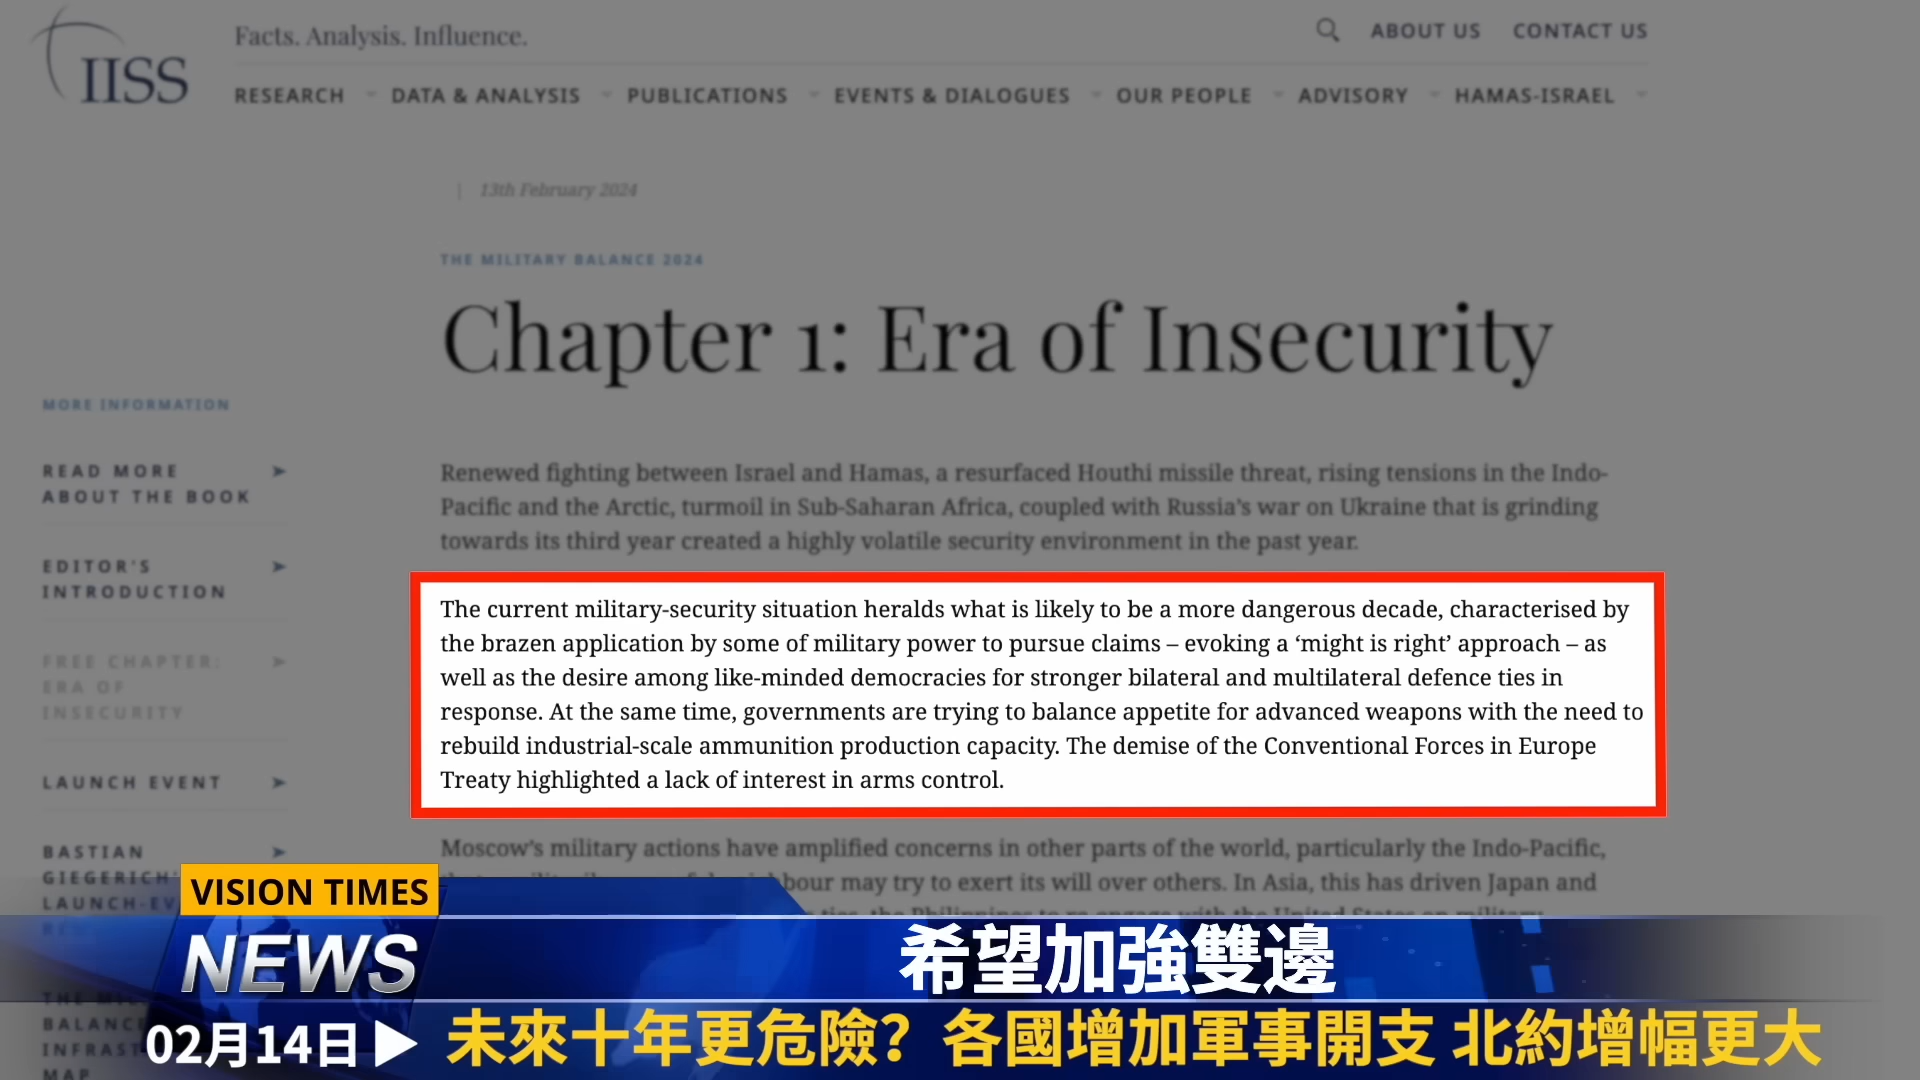 IISS
Facts. Analysis. Influence.
ABOUT US
CONTACT US
RESEARCH
DATA & ANALYSIS
PUBLICATIONS
EVENTS & DIALOGUES
OUR PEOPLE
ADVISORY
HAMAS-ISRAEL
13th February 2024
THE MILITARY BALANCE 2024
Chapter 1: Era of Insecurity
MORE INFORMATION
READ MORE
ABOUT THE BOOK
EDITOR'S
INTRODUCTION
FREE CHAPTER:
ERA OF
INSECURITY
LAUNCH EVENT
BASTIAN
GIEGERICH'
LAUNCH-EV
Renewed fighting between Israel and Hamas, a resurfaced Houthi missile threat, rising tensions in the Indo-
Pacific and the Arctic, turmoil in Sub-Saharan Africa, coupled with Russia’s war on Ukraine that is grinding
towards its third year created a highly volatile security environment in the past year.
The current military-security situation heralds what is likely to be a more dangerous decade, characterised by
the brazen application by some of military power to pursue claims – evoking a ‘might is right’ approach – as
well as the desire among like-minded democracies for stronger bilateral and multilateral defence ties in
response. At the same time, governments are trying to balance appetite for advanced weapons with the need to
rebuild industrial-scale ammunition production capacity. The demise of the Conventional Forces in Europe
Treaty highlighted a lack of interest in arms control.
Moscow’s military actions have amplified concerns in other parts of the world, particularly the Indo-Pacific,
bour may try to exert its will over others. In Asia, this has driven Japan and
VISION TIMES
NEWS
希望加強雙邊
BALANC
INFRAST
MAP
02月14日 ▶ 未來十年更危險？各國增加軍事開支 北約增幅更大